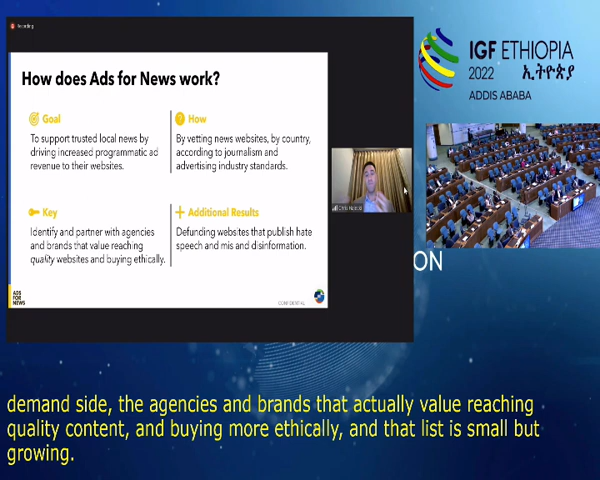 Recording
How does Ads for News work?
Goal
To support trusted local news by
driving increased programmatic ad
revenue to their websites.
How
By vetting news websites, by country,
according to journalism and
advertising industry standards.
Key
Identify and partner with agencies
and brands that value reaching
quality websites and buying ethically.
Additional Results
Defunding websites that publish hate
speech and mis and disinformation.
ADS
FOR
NEWS
CONFIDENTIAL
IGF ETHIOPIA
2022 ኢትዮጵያ
ADDIS ABABA
ON
demand side, the agencies and brands that actually value reaching
quality content, and buying more ethically, and that list is small but
growing.